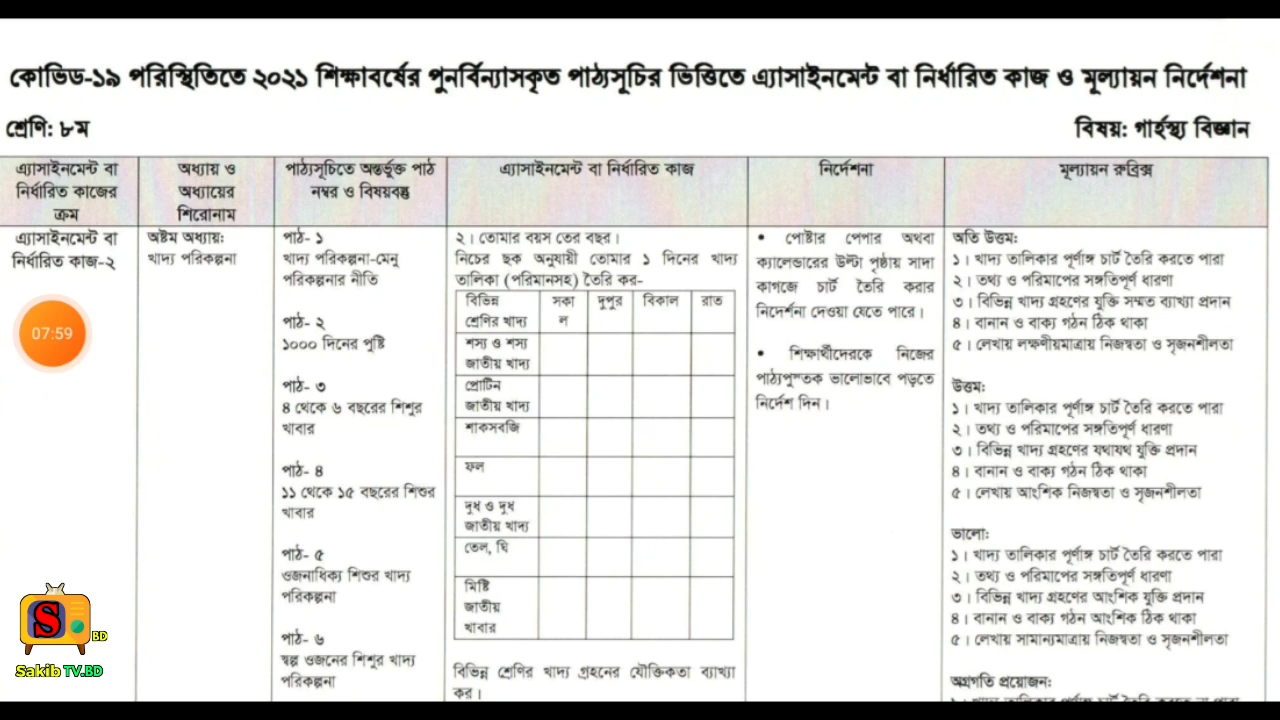 কোভিড-১৯ পরিস্থিতিতে ২০২১ শিক্ষাবর্ষের পুনর্বিন্যাসকৃত পাঠ্যসূচির ভিত্তিতে এ্যাসাইনমেন্ট বা নির্ধারিত কাজ ও মূল্যায়ন নির্দেশনা
শ্রেণি: ৮ম
বিষয়: গার্হস্থ্য বিজ্ঞান
এ্যাসাইনমেন্ট বা
নির্ধারিত কাজের
ক্রম
অধ্যায় ও
অধ্যায়ের
শিরোনাম
পাঠ্যসূচিতে অন্তর্ভুক্ত পাঠ
নম্বর ও বিষয়বস্তু
এ্যাসাইনমেন্ট বা নির্ধারিত কাজ
নির্দেশনা
মূল্যায়ন রুব্রিক্স
এ্যাসাইনমেন্ট বা
নির্ধারিত কাজ-২
অষ্টম অধ্যায়:
খাদ্য পরিকল্পনা
পাঠ- ১
খাদ্য পরিকল্পনা-মেনু
পরিকল্পনার নীতি
পাঠ- ২
১০০০ দিনের পুষ্টি
পাঠ- ৩
৪ থেকে ৬ বছরের শিশুর
খাবার
পাঠ- ৪
১১ থেকে ১৫ বছরের শিশুর
খাবার
পাঠ- ৫
ওজনাধিক্য শিশুর খাদ্য
পরিকল্পনা
পাঠ- ৬
স্বল্প ওজনের শিশুর খাদ্য
পরিকল্পনা
২। তোমার বয়স তের বছর।
নিচের ছক অনুযায়ী তোমার ১ দিনের খাদ্য
তালিকা (পরিমানসহ) তৈরি কর-
বিভিন্ন
শ্রেণির খাদ্য
সকা
ল
দুপুর
বিকাল
রাত
শস্য ও শস্য
জাতীয় খাদ্য
প্রোটিন
জাতীয় খাদ্য
শাকসবজি
ফল
দুধ ও দুধ
জাতীয় খাদ্য
তেল, ঘি
মিষ্টি
জাতীয়
খাবার
বিভিন্ন শ্রেণির খাদ্য গ্রহনের যৌক্তিকতা ব্যাখ্যা
কর।
• পোষ্টার পেপার অথবা
ক্যালেন্ডারের উল্টা পৃষ্ঠায় সাদা
কাগজে চার্ট তৈরি করার
নিদের্শনা দেওয়া যেতে পারে।
• শিক্ষার্থীদেরকে নিজের
পাঠ্যপুস্তক ভালোভাবে পড়তে
নির্দেশ দিন।
অতি উত্তম:
১। খাদ্য তালিকার পূর্ণাঙ্গ চার্ট তৈরি করতে পারা
২। তথ্য ও পরিমাপের সঙ্গতিপূর্ণ ধারণা
৩। বিভিন্ন খাদ্য গ্রহণের যুক্তি সম্মত ব্যাখ্যা প্রদান
৪। বানান ও বাক্য গঠন ঠিক থাকা
৫। লেখায় লক্ষণীয়মাত্রায় নিজস্বতা ও সৃজনশীলতা
উত্তম:
১। খাদ্য তালিকার পূর্ণাঙ্গ চার্ট তৈরি করতে পারা
২। তথ্য ও পরিমাপের সঙ্গতিপূর্ণ ধারণা
৩। বিভিন্ন খাদ্য গ্রহণের যথাযথ যুক্তি প্রদান
৪। বানান ও বাক্য গঠন ঠিক থাকা
৫। লেখায় আংশিক নিজস্বতা ও সৃজনশীলতা
ভালো:
১। খাদ্য তালিকার পূর্ণাঙ্গ চার্ট তৈরি করতে পারা
২। তথ্য ও পরিমাপের সঙ্গতিপূর্ণ ধারণা
৩। বিভিন্ন খাদ্য গ্রহণের আংশিক যুক্তি প্রদান
৪। বানান ও বাক্য গঠন আংশিক ঠিক থাকা
৫। লেখায় সামান্যমাত্রায় নিজস্বতা ও সৃজনশীলতা
অগ্রগতি প্রয়োজন:
07:59
S
BD
Sakib TV.BD